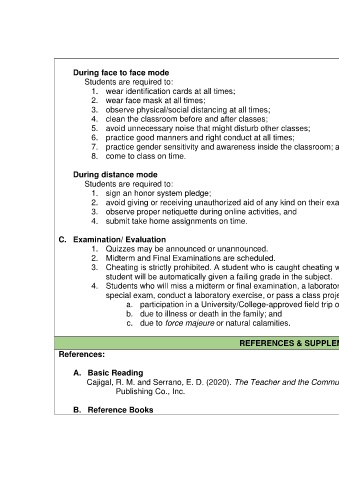 During face to face mode
Students are required to:
1. wear identification cards at all times;
2. wear face mask at all times;
3. observe physical/social distancing at all times;
4. clean the classroom before and after classes;
5. avoid unnecessary noise that might disturb other classes;
6. practice good manners and right conduct at all times;
7. practice gender sensitivity and awareness inside the classroom; a
8. come to class on time.
During distance mode
Students are required to:
1. sign an honor system pledge;
2. avoid giving or receiving unauthorized aid of any kind on their exa
3. observe proper netiquette during online activities, and
4. submit take home assignments on time.
C. Examination/ Evaluation
1. Quizzes may be announced or unannounced.
2. Midterm and Final Examinations are scheduled.
3. Cheating is strictly prohibited. A student who is caught cheating w
student will be automatically given a failing grade in the subject.
4. Students who will miss a midterm or final examination, a laborator
special exam, conduct a laboratory exercise, or pass a class proje
a. participation in a University/College-approved field trip o
b. due to illness or death in the family; and
c. due to force majeure or natural calamities.
REFERENCES & SUPPLEM
References:
A. Basic Reading
Cajigal, R. M. and Serrano, E. D. (2020). The Teacher and the Commu
Publishing Co., Inc.
B. Reference Books